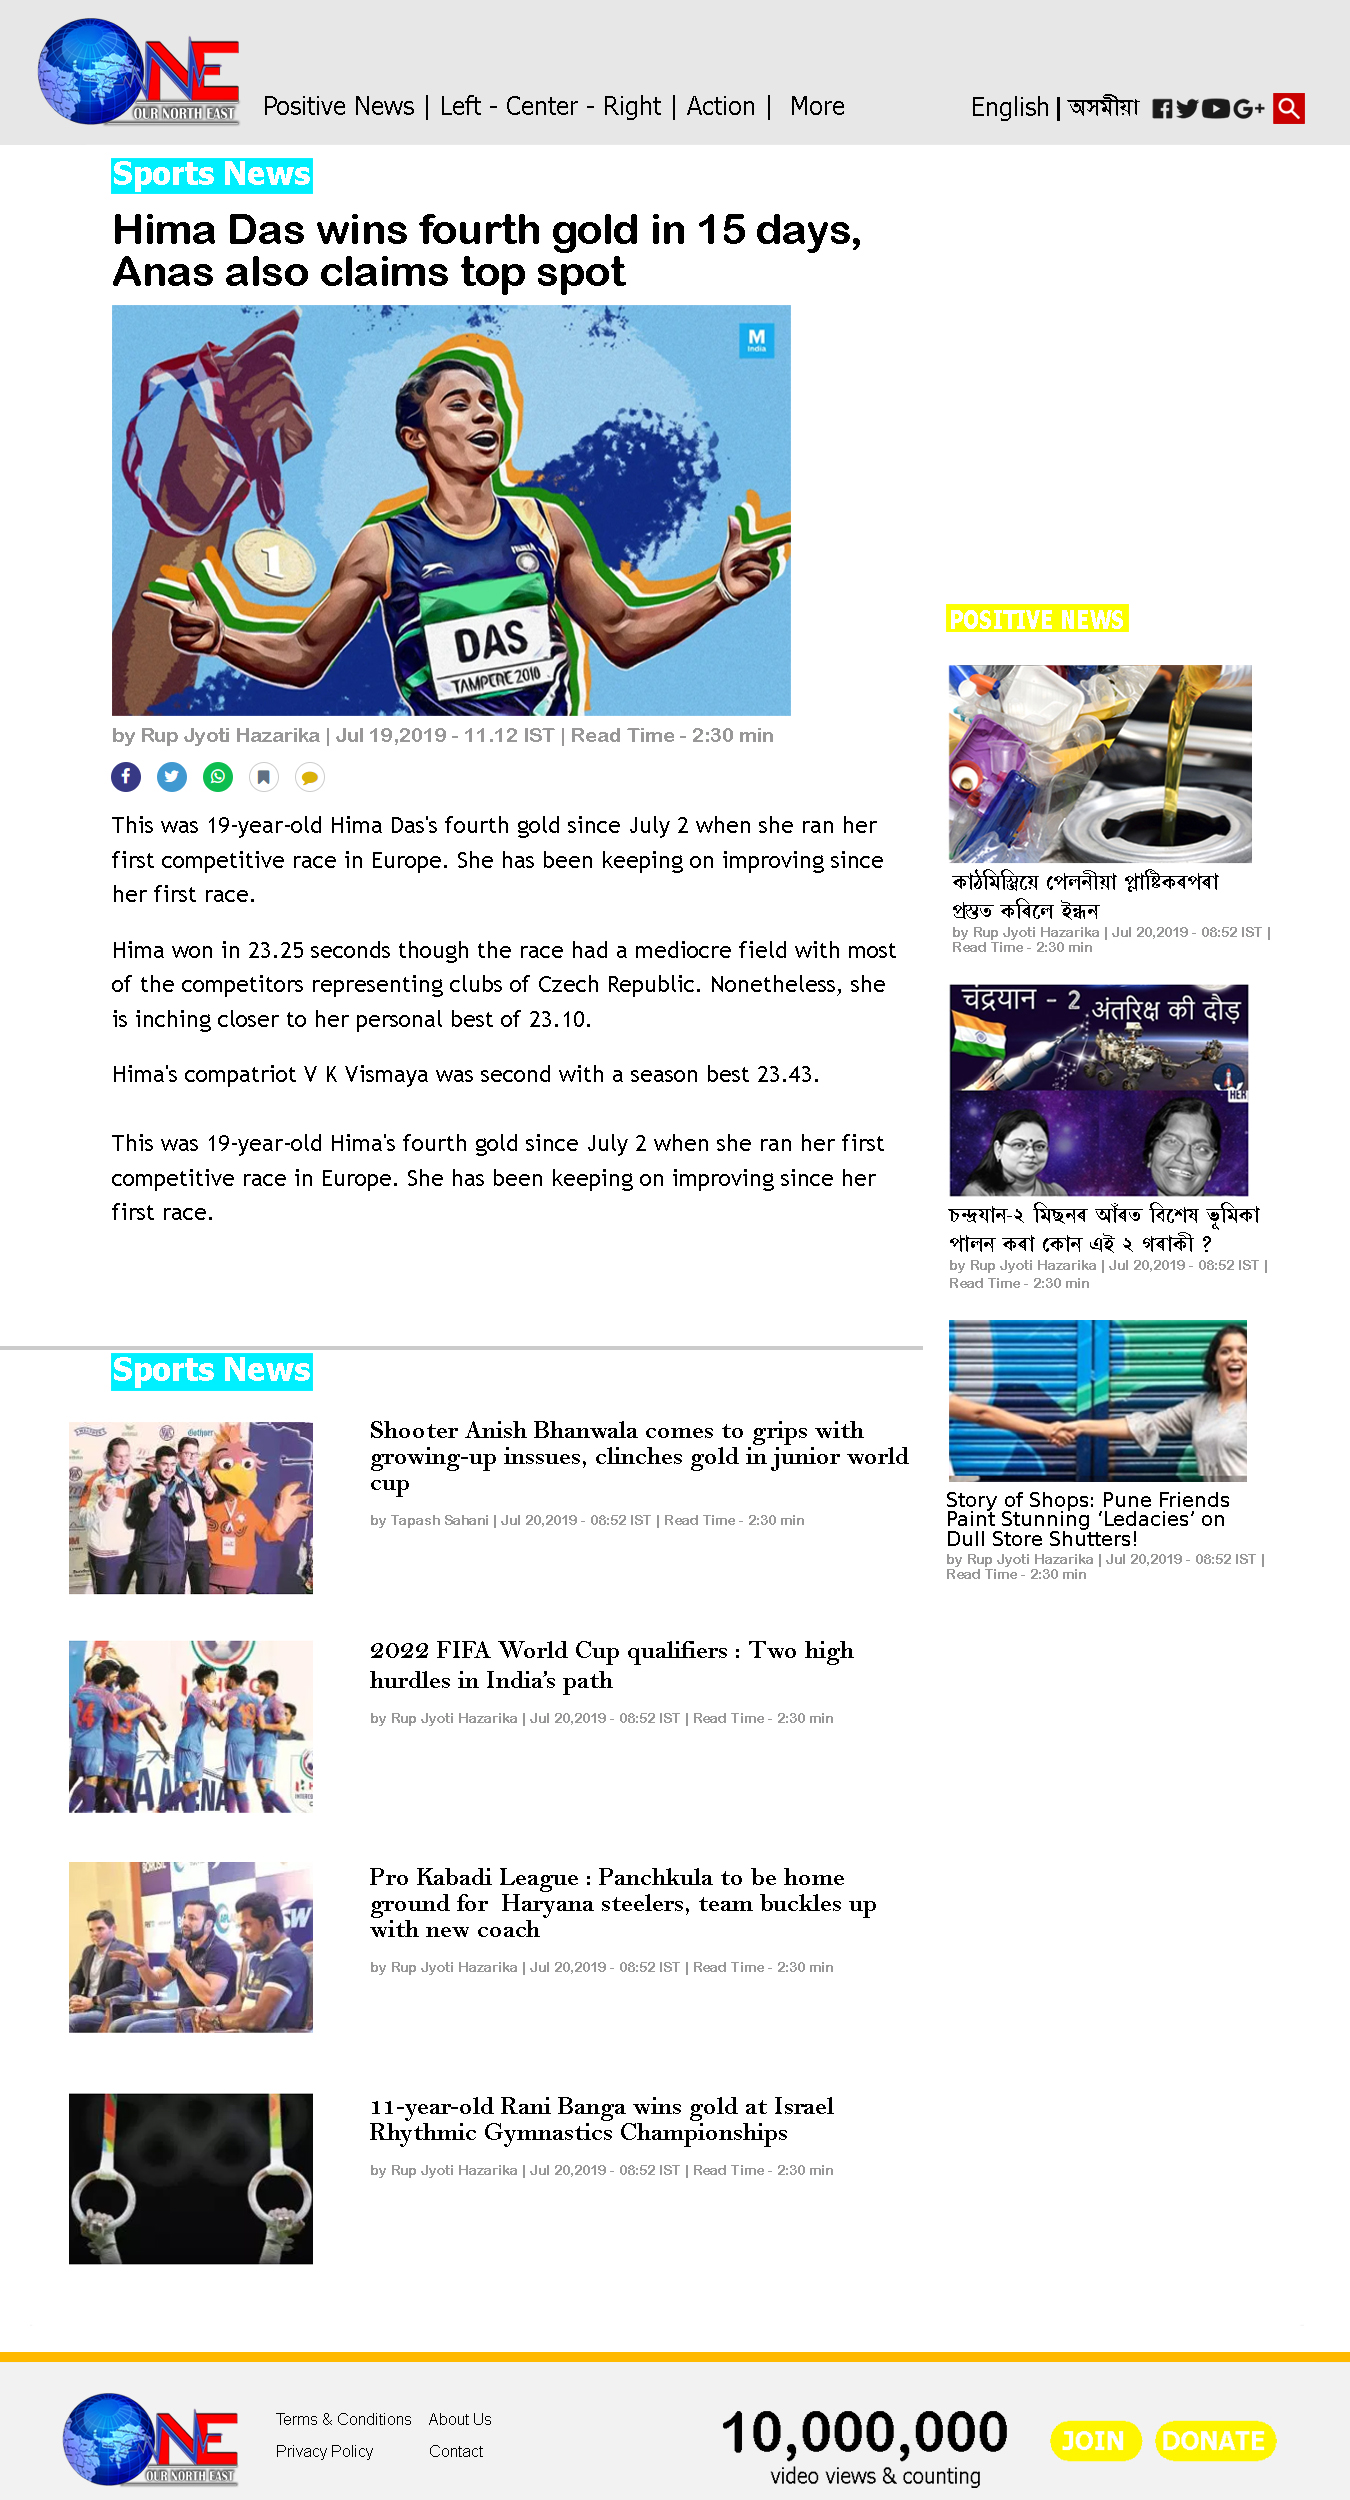 ONE
OUR NORTH EAST
Positive News | Left - Center - Right | Action | More
English | অসমীয়া
G+
Sports News
Hima Das wins fourth gold in 15 days,
Anas also claims top spot
M
India
1
INDIA
DAS
TAMPERE 2018
by Rup Jyoti Hazarika | Jul 19,2019 - 11.12 IST | Read Time - 2:30 min
This was 19-year-old Hima Das's fourth gold since July 2 when she ran her
first competitive race in Europe. She has been keeping on improving since
her first race.
Hima won in 23.25 seconds though the race had a mediocre field with most
of the competitors representing clubs of Czech Republic. Nonetheless, she
is inching closer to her personal best of 23.10.
Hima's compatriot V K Vismaya was second with a season best 23.43.
This was 19-year-old Hima's fourth gold since July 2 when she ran her first
competitive race in Europe. She has been keeping on improving since her
first race.
POSITIVE NEWS
কাঠমিস্ত্ৰিয়ে পেলনীয়া প্লাষ্টিকৰপৰা
প্ৰস্তুত কৰিলে ইন্ধন
by Rup Jyoti Hazarika | Jul 20,2019 - 08:52 IST |
Read Time - 2:30 min
चंद्रयान - 2
अंतरिक्ष की दौड़
HER
চন্দ্ৰযান-২ মিছনৰ আঁৰত বিশেষ ভূমিকা
পালন কৰা কোন এই ২ গৰাকী ?
by Rup Jyoti Hazarika | Jul 20,2019 - 08:52 IST |
Read Time - 2:30 min
Story of Shops: Pune Friends
Paint Stunning ‘Ledacies’ on
Dull Store Shutters!
by Rup Jyoti Hazarika | Jul 20,2019 - 08:52 IST |
Read Time - 2:30 min
Sports News
WALTHER
Gehmann
Shooter Anish Bhanwala comes to grips with
growing-up inssues, clinches gold in junior world
cup
by Tapash Sahani | Jul 20,2019 - 08:52 IST | Read Time - 2:30 min
ARENA
2022 FIFA World Cup qualifiers : Two high
hurdles in India’s path
by Rup Jyoti Hazarika | Jul 20,2019 - 08:52 IST | Read Time - 2:30 min
BOROSIL
SW
Pro Kabadi League : Panchkula to be home
ground for Haryana steelers, team buckles up
with new coach
by Rup Jyoti Hazarika | Jul 20,2019 - 08:52 IST | Read Time - 2:30 min
11-year-old Rani Banga wins gold at Israel
Rhythmic Gymnastics Championships
by Rup Jyoti Hazarika | Jul 20,2019 - 08:52 IST | Read Time - 2:30 min
ONE
OUR NORTH EAST
Terms & Conditions About Us
Privacy Policy Contact
10,000,000
video views & counting
JOIN DONATE